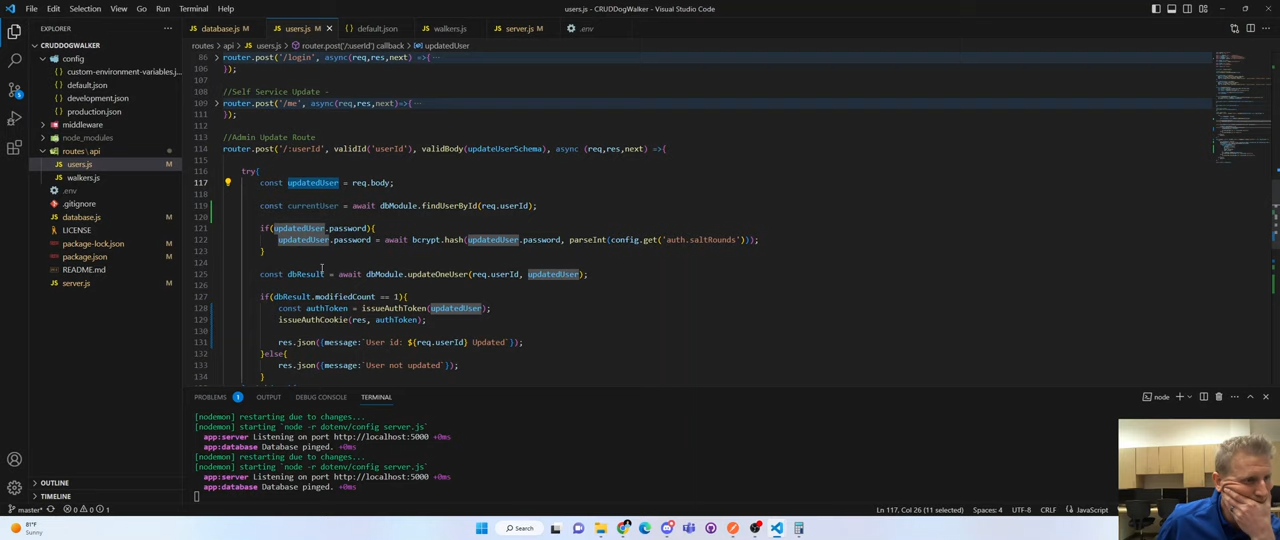 File Edit Selection View Go Run Terminal Help
users.js - CRUDDogWalker - Visual Studio Code
EXPLORER
database.js M
users.js M
default.json
walkers.js
server.js M
.env
CRUDDOGWALKER
routes > api > users.js > router.post('/:userId') callback > updatedUser
config
custom-environment-variables.j...
default.json
development.json
production.json
middleware
node_modules
routes\api
users.js M
walkers.js
.env
.gitignore
database.js M
LICENSE
package-lock.json M
package.json M
README.md
server.js M
OUTLINE
TIMELINE
86 router.post('/login', async(req,res,next) =>{...
106 });
107
108 //Self Service Update -
109 router.post('/me', async(req,res,next)=>{...
111 });
112
113 //Admin Update Route
114 router.post('/:userId', validId('userId'), validBody(updateUserSchema), async (req,res,next) =>{
115
116 try{
117 const updatedUser = req.body;
118
119 const currentUser = await dbModule.findUserById(req.userId);
120
121 if(updatedUser.password){
122 updatedUser.password = await bcrypt.hash(updatedUser.password, parseInt(config.get('auth.saltRounds')));
123 }
124
125 const dbResult = await dbModule.updateOneUser(req.userId, updatedUser);
126
127 if(dbResult.modifiedCount == 1){
128 const authToken = issueAuthToken(updatedUser);
129 issueAuthCookie(res, authToken);
130
131 res.json({message:`User id: ${req.userId} Updated`});
132 }else{
133 res.json({message:`User not updated`});
134 }
PROBLEMS 1 OUTPUT DEBUG CONSOLE TERMINAL
node
[nodemon] restarting due to changes...
[nodemon] starting `node -r dotenv/config server.js`
app:server Listening on port http://localhost:5000 +0ms
app:database Database pinged. +0ms
[nodemon] restarting due to changes...
[nodemon] starting `node -r dotenv/config server.js`
app:server Listening on port http://localhost:5000 +0ms
app:database Database pinged. +0ms
master* 0 0 1
Ln 117, Col 26 (11 selected) Spaces: 4 UTF-8 CRLF JavaScript
81°F
Sunny
Search